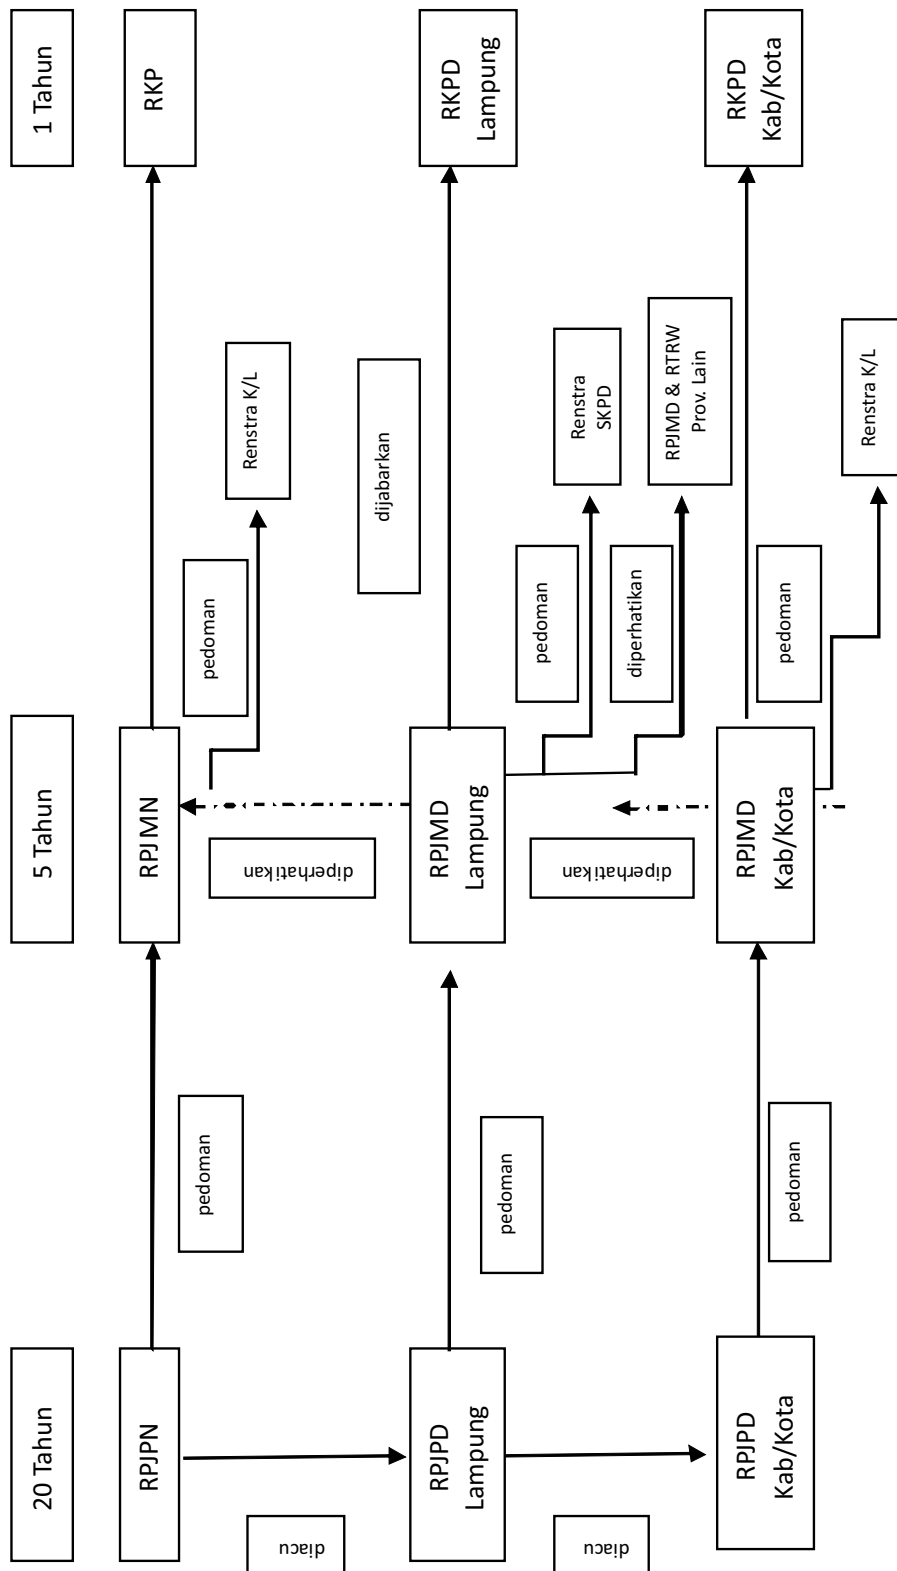 20 Tahun
5 Tahun
1 Tahun
RPJPN
pedoman
RPJMN
pedoman
Renstra K/L
RKP
diacu
diperhatikan
dijabarkan
RPJPD
Lampung
pedoman
RPJMD
Lampung
pedoman
Renstra
SKPD
RKPD
Lampung
diperhatikan
RPJMD & RTRW
Prov. Lain
diacu
diperhatikan
RPJPD
Kab/Kota
pedoman
RPJMD
Kab/Kota
pedoman
Renstra K/L
RKPD
Kab/Kota